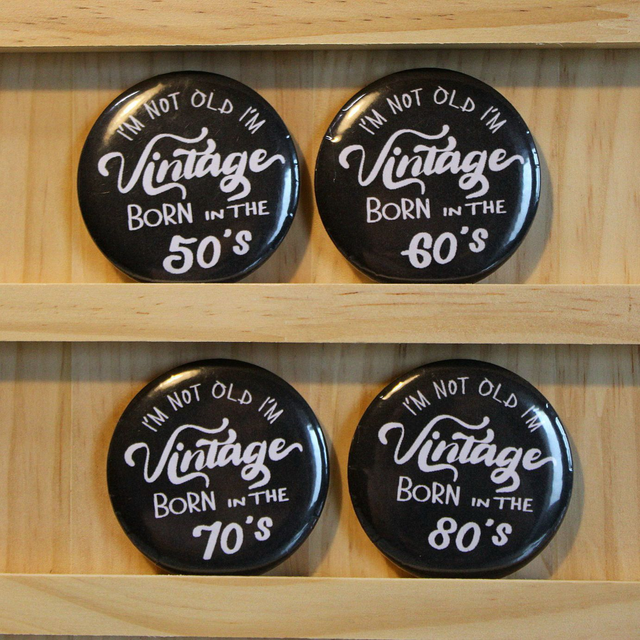 I'M NOT OLD I'M
Vintage
BORN IN THE
50's
I'M NOT OLD I'M
Vintage
BORN IN THE
60's
I'M NOT OLD I'M
Vintage
BORN IN THE
70's
I'M NOT OLD I'M
Vintage
BORN IN THE
80's